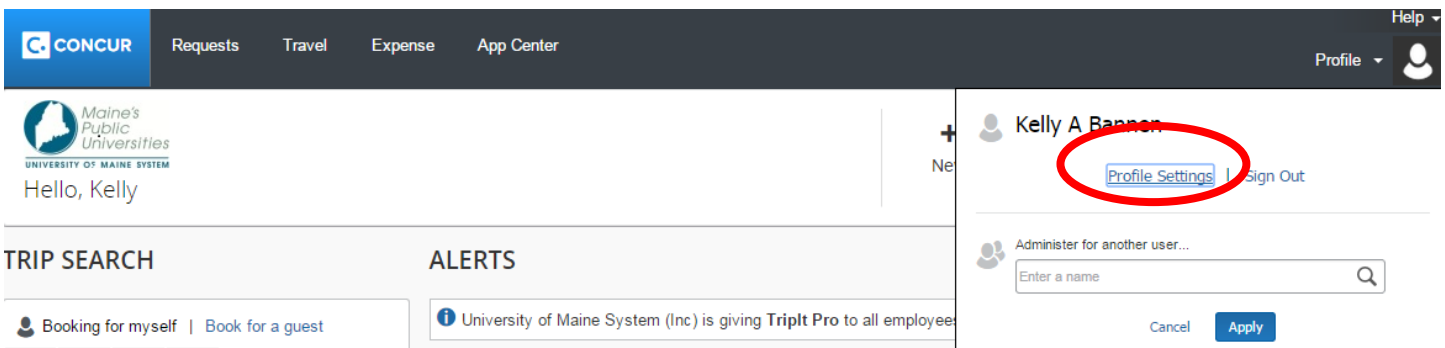 Help
C. CONCUR Requests Travel Expense App Center
Profile
Maine's
Public
Universities
UNIVERSITY OF MAINE SYSTEM
Hello, Kelly
+
Ne
Kelly A Bannon
Profile Settings | Sign Out
Administer for another user...
Enter a name
Cancel Apply
TRIP SEARCH
Booking for myself | Book for a guest
ALERTS
University of Maine System (Inc) is giving TripIt Pro to all employees